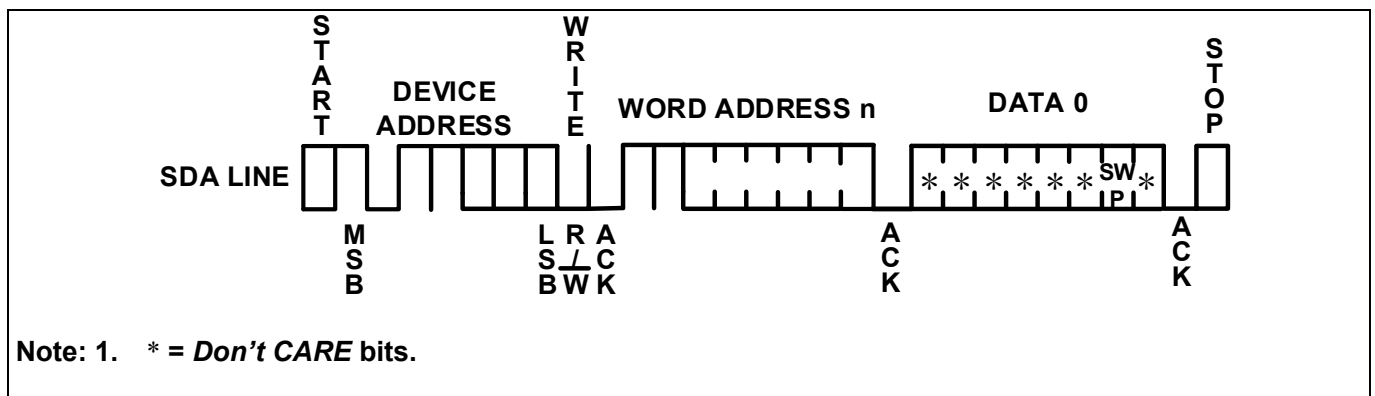 START
WRITE
STOP
DEVICE
ADDRESS
WORD ADDRESS n
DATA 0
SDA LINE
* * * * * * SW
P *
MSB
LSB
R/W
ACK
ACK
ACK
Note: 1. * = Don't CARE bits.